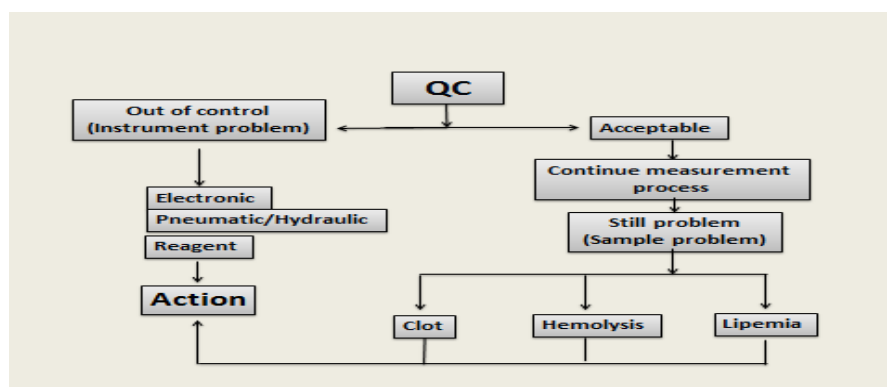 QC
Out of control
(Instrument problem)
Acceptable
Continue measurement
process
Electronic
Pneumatic/Hydraulic
Still problem
(Sample problem)
Reagent
Action
Clot
Hemolysis
Lipemia